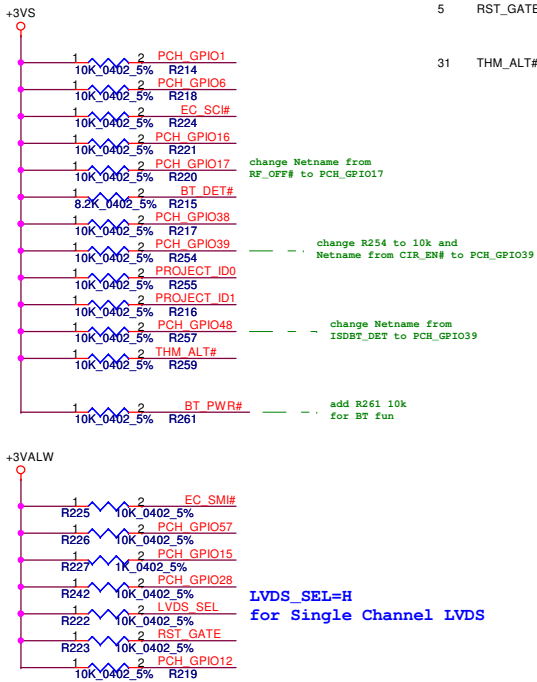 +3VS
5 RST_GATE
31 THM_ALT#
1 2 PCH_GPIO1
10K_0402_5% R214
1 2 PCH_GPIO6
10K_0402_5% R218
1 2 EC_SCI#
10K_0402_5% R224
1 2 PCH_GPIO16
10K_0402_5% R221
1 2 PCH_GPIO17
10K_0402_5% R220
change Netname from
RF_OFF# to PCH_GPIO17
1 2 BT_DET#
8.2K_0402_5% R215
1 2 PCH_GPIO38
10K_0402_5% R217
1 2 PCH_GPIO39
10K_0402_5% R254
change R254 to 10k and
Netname from CIR_EN# to PCH_GPIO39
1 2 PROJECT_ID0
10K_0402_5% R255
1 2 PROJECT_ID1
10K_0402_5% R216
1 2 PCH_GPIO48
10K_0402_5% R257
change Netname from
ISDBT_DET to PCH_GPIO39
1 2 THM_ALT#
10K_0402_5% R259
1 2 BT_PWR#
10K_0402_5% R261
add R261 10k
for BT fun
+3VALW
1 2 EC_SMI#
R225 10K_0402_5%
1 2 PCH_GPIO57
R226 10K_0402_5%
1 2 PCH_GPIO15
R227 1K_0402_5%
1 2 PCH_GPIO28
R242 10K_0402_5%
1 2 LVDS_SEL
R222 10K_0402_5%
LVDS_SEL=H
for Single Channel LVDS
1 2 RST_GATE
R223 10K_0402_5%
1 2 PCH_GPIO12
10K_0402_5% R219